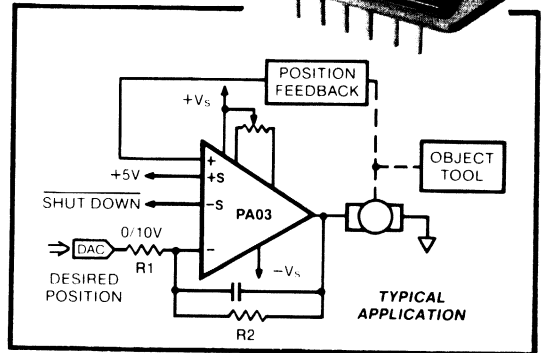 POSITION
FEEDBACK
+Vs
+
+5V
+S
SHUT DOWN
-S
PA03
OBJECT
TOOL
0/10V
DAC
-
R1
DESIRED
POSITION
-Vs
R2
TYPICAL
APPLICATION